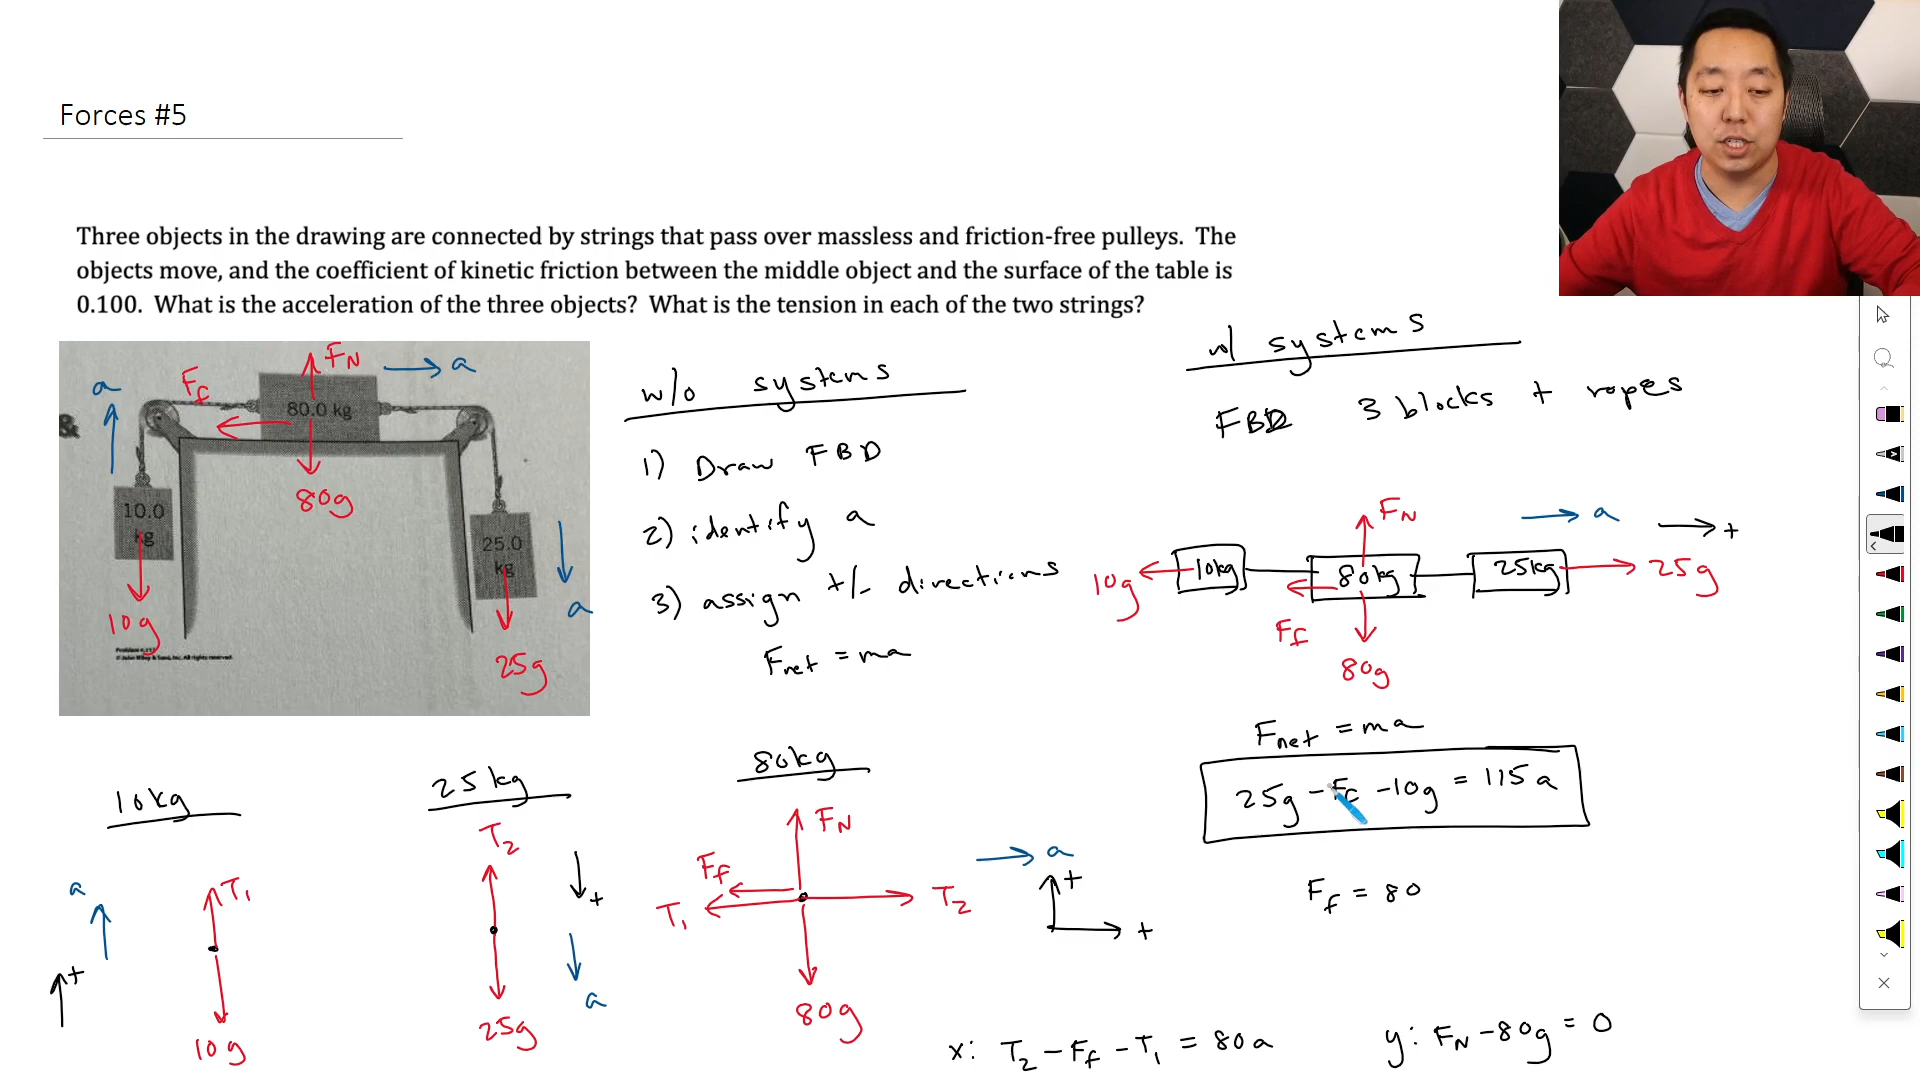 Forces #5
Three objects in the drawing are connected by strings that pass over massless and friction-free pulleys. The
objects move, and the coefficient of kinetic friction between the middle object and the surface of the table is
0.100. What is the acceleration of the three objects? What is the tension in each of the two strings?
a
Ff
FN
a
80.0 kg
&
80g
10.0
kg
25.0
kg
a
10g
25g
w/o systems
1) Draw FBD
2) identify a
3) assign +/- directions
Fnet = ma
w/ systems
FBD 3 blocks + ropes
FN
a
+
10g
10kg
80kg
25kg
25g
Ff
80g
Fnet = ma
25g - Ff - 10g = 115a
Ff = 80
10kg
a
T1
+
10g
25kg
T2
+
a
25g
80kg
FN
Ff
T1
T2
a
+
+
80g
x: T2 - Ff - T1 = 80a
y: FN - 80g = 0